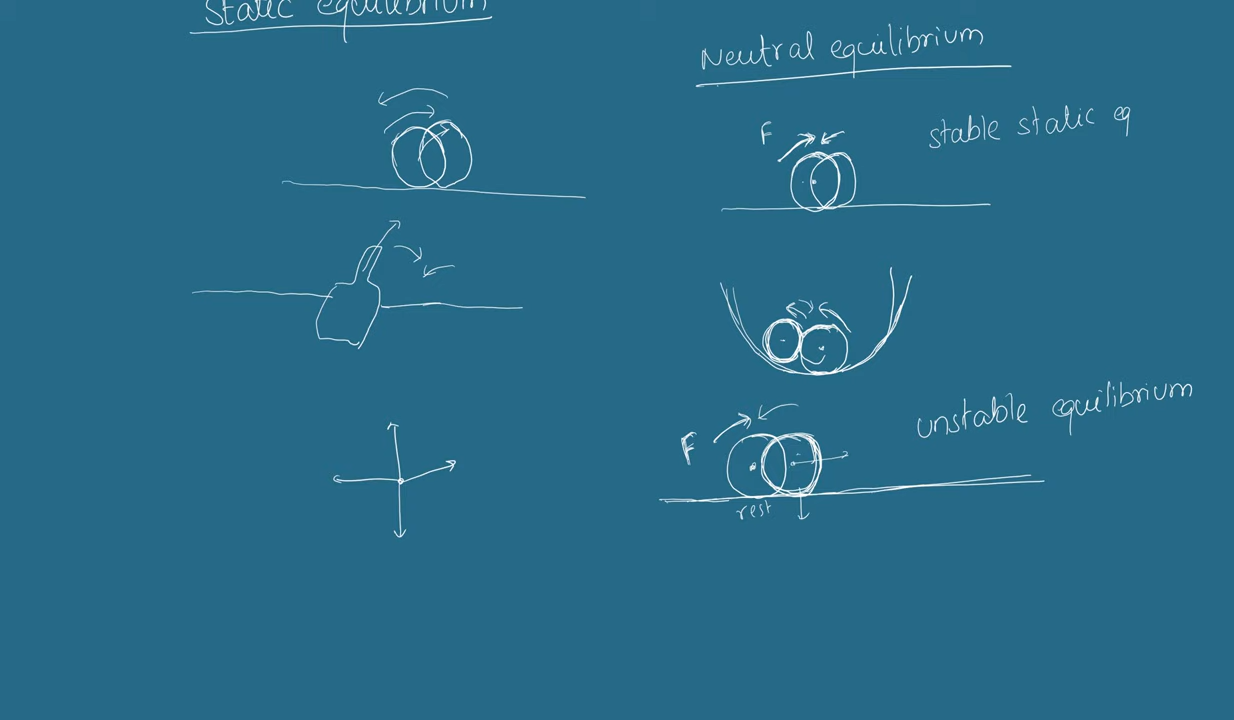 Static equilibrium
Neutral equilibrium
F
stable static eq
unstable equilibrium
F
rest